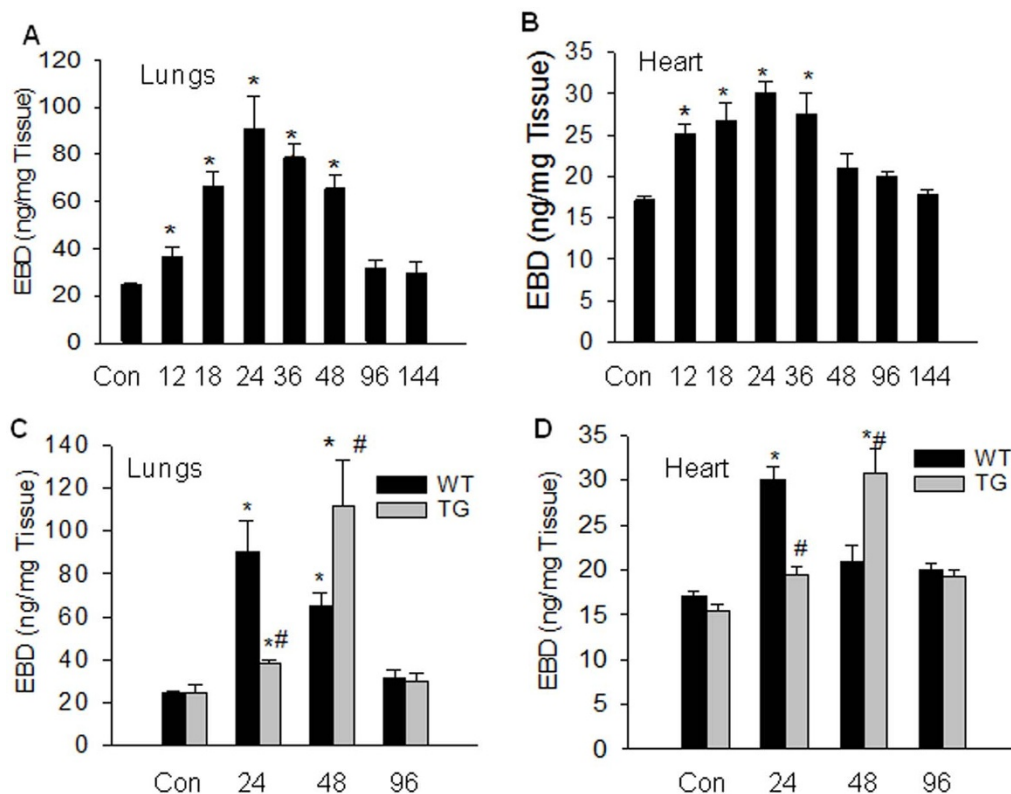 A
Lungs
EBD (ng/mg Tissue)
120
100
80
60
40
20
0
* * * * * *
Con 12 18 24 36 48 96 144
B
Heart
EBD (ng/mg Tissue)
35
30
25
20
15
10
5
0
* * * *
Con 12 18 24 36 48 96 144
C
Lungs
EBD (ng/mg Tissue)
140
120
100
80
60
40
20
0
WT
TG
* *# * * #
Con 24 48 96
D
Heart
EBD (ng/mg Tissue)
35
30
25
20
15
10
5
0
WT
TG
* # *#
Con 24 48 96